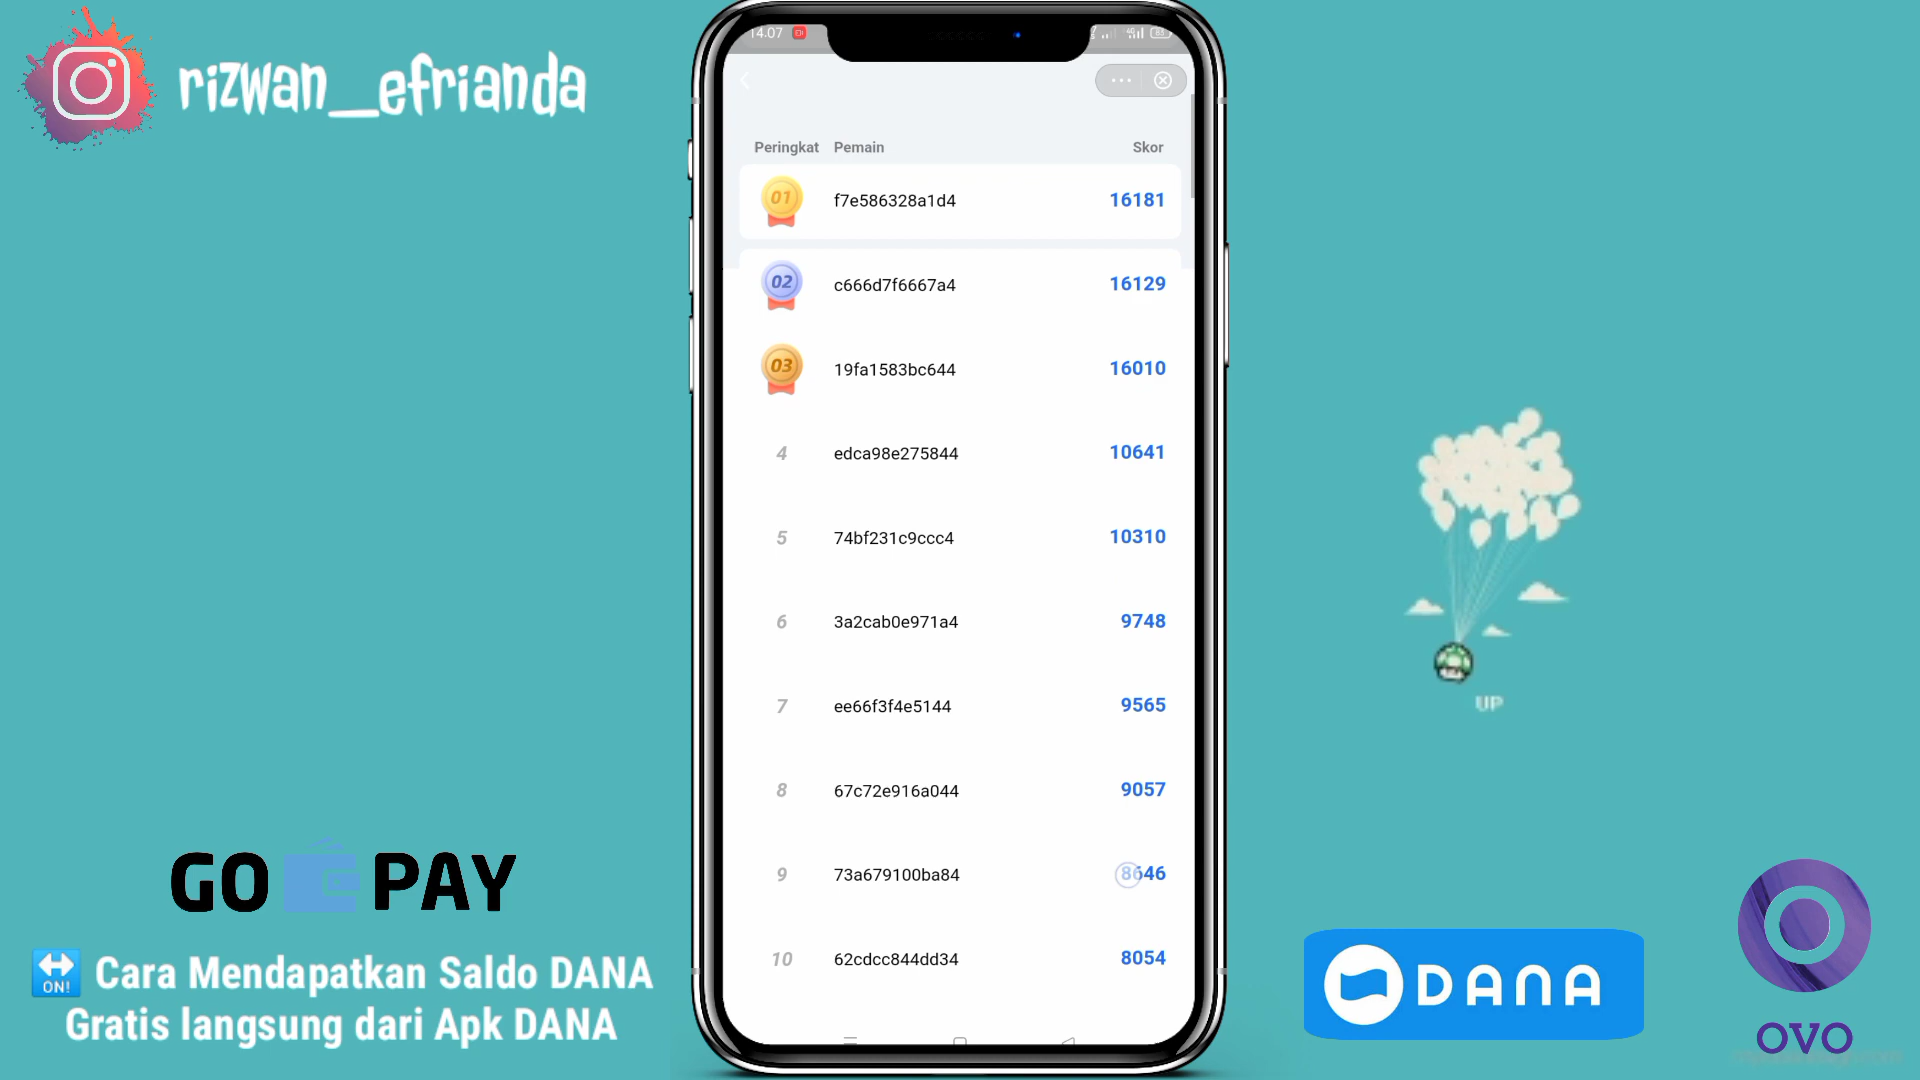 rizwan__efrianda
14.07
Peringkat Pemain Skor
01 f7e586328a1d4 16181
02 c666d7f6667a4 16129
03 19fa1583bc644 16010
4 edca98e275844 10641
5 74bf231c9ccc4 10310
6 3a2cab0e971a4 9748
7 ee66f3f4e5144 9565
8 67c72e916a044 9057
9 73a679100ba84 8646
10 62cdcc844dd34 8054
UP
GO PAY
ON! Cara Mendapatkan Saldo DANA
Gratis langsung dari Apk DANA
DANA
OVO